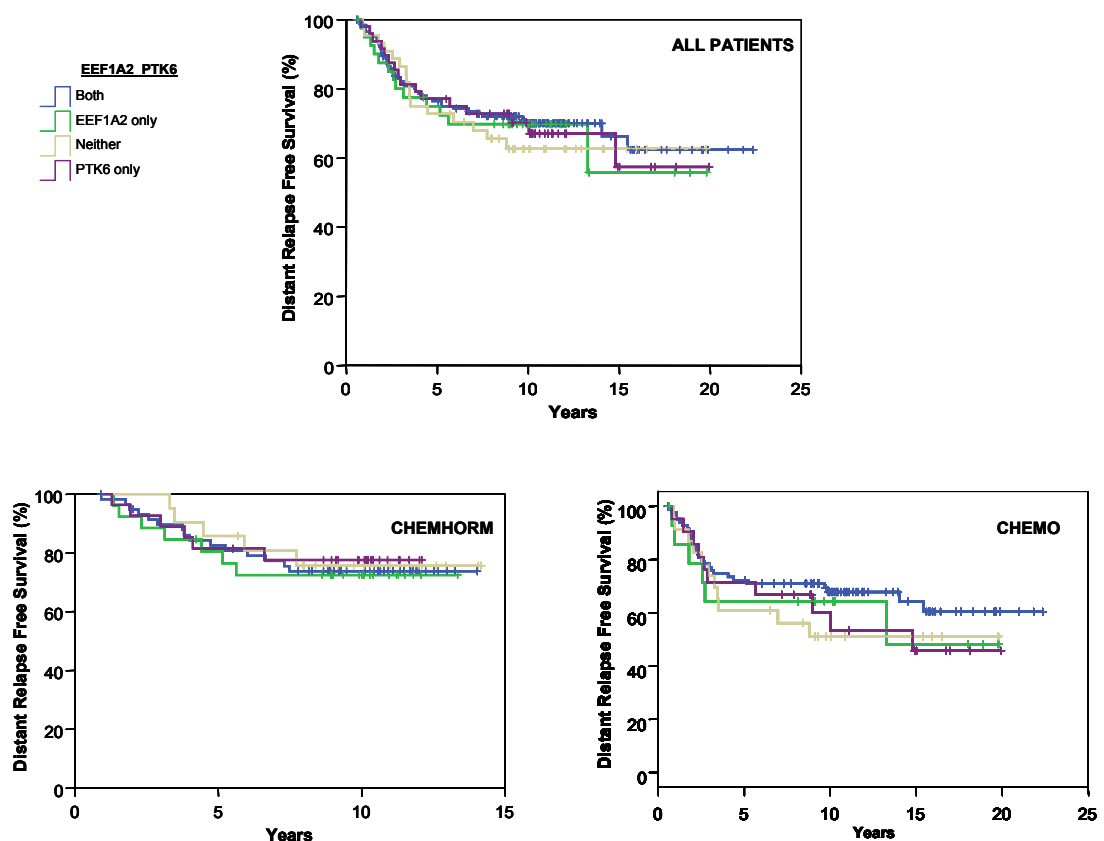 EEF1A2_PTK6
Both
EEF1A2 only
Neither
PTK6 only
ALL PATIENTS
Distant Relapse Free Survival (%)
100
80
60
40
20
0
0 5 10 15 20 25
Years
CHEMHORM
Distant Relapse Free Survival (%)
100
80
60
40
20
0
0 5 10 15
Years
CHEMO
Distant Relapse Free Survival (%)
100
80
60
40
20
0
0 5 10 15 20 25
Years